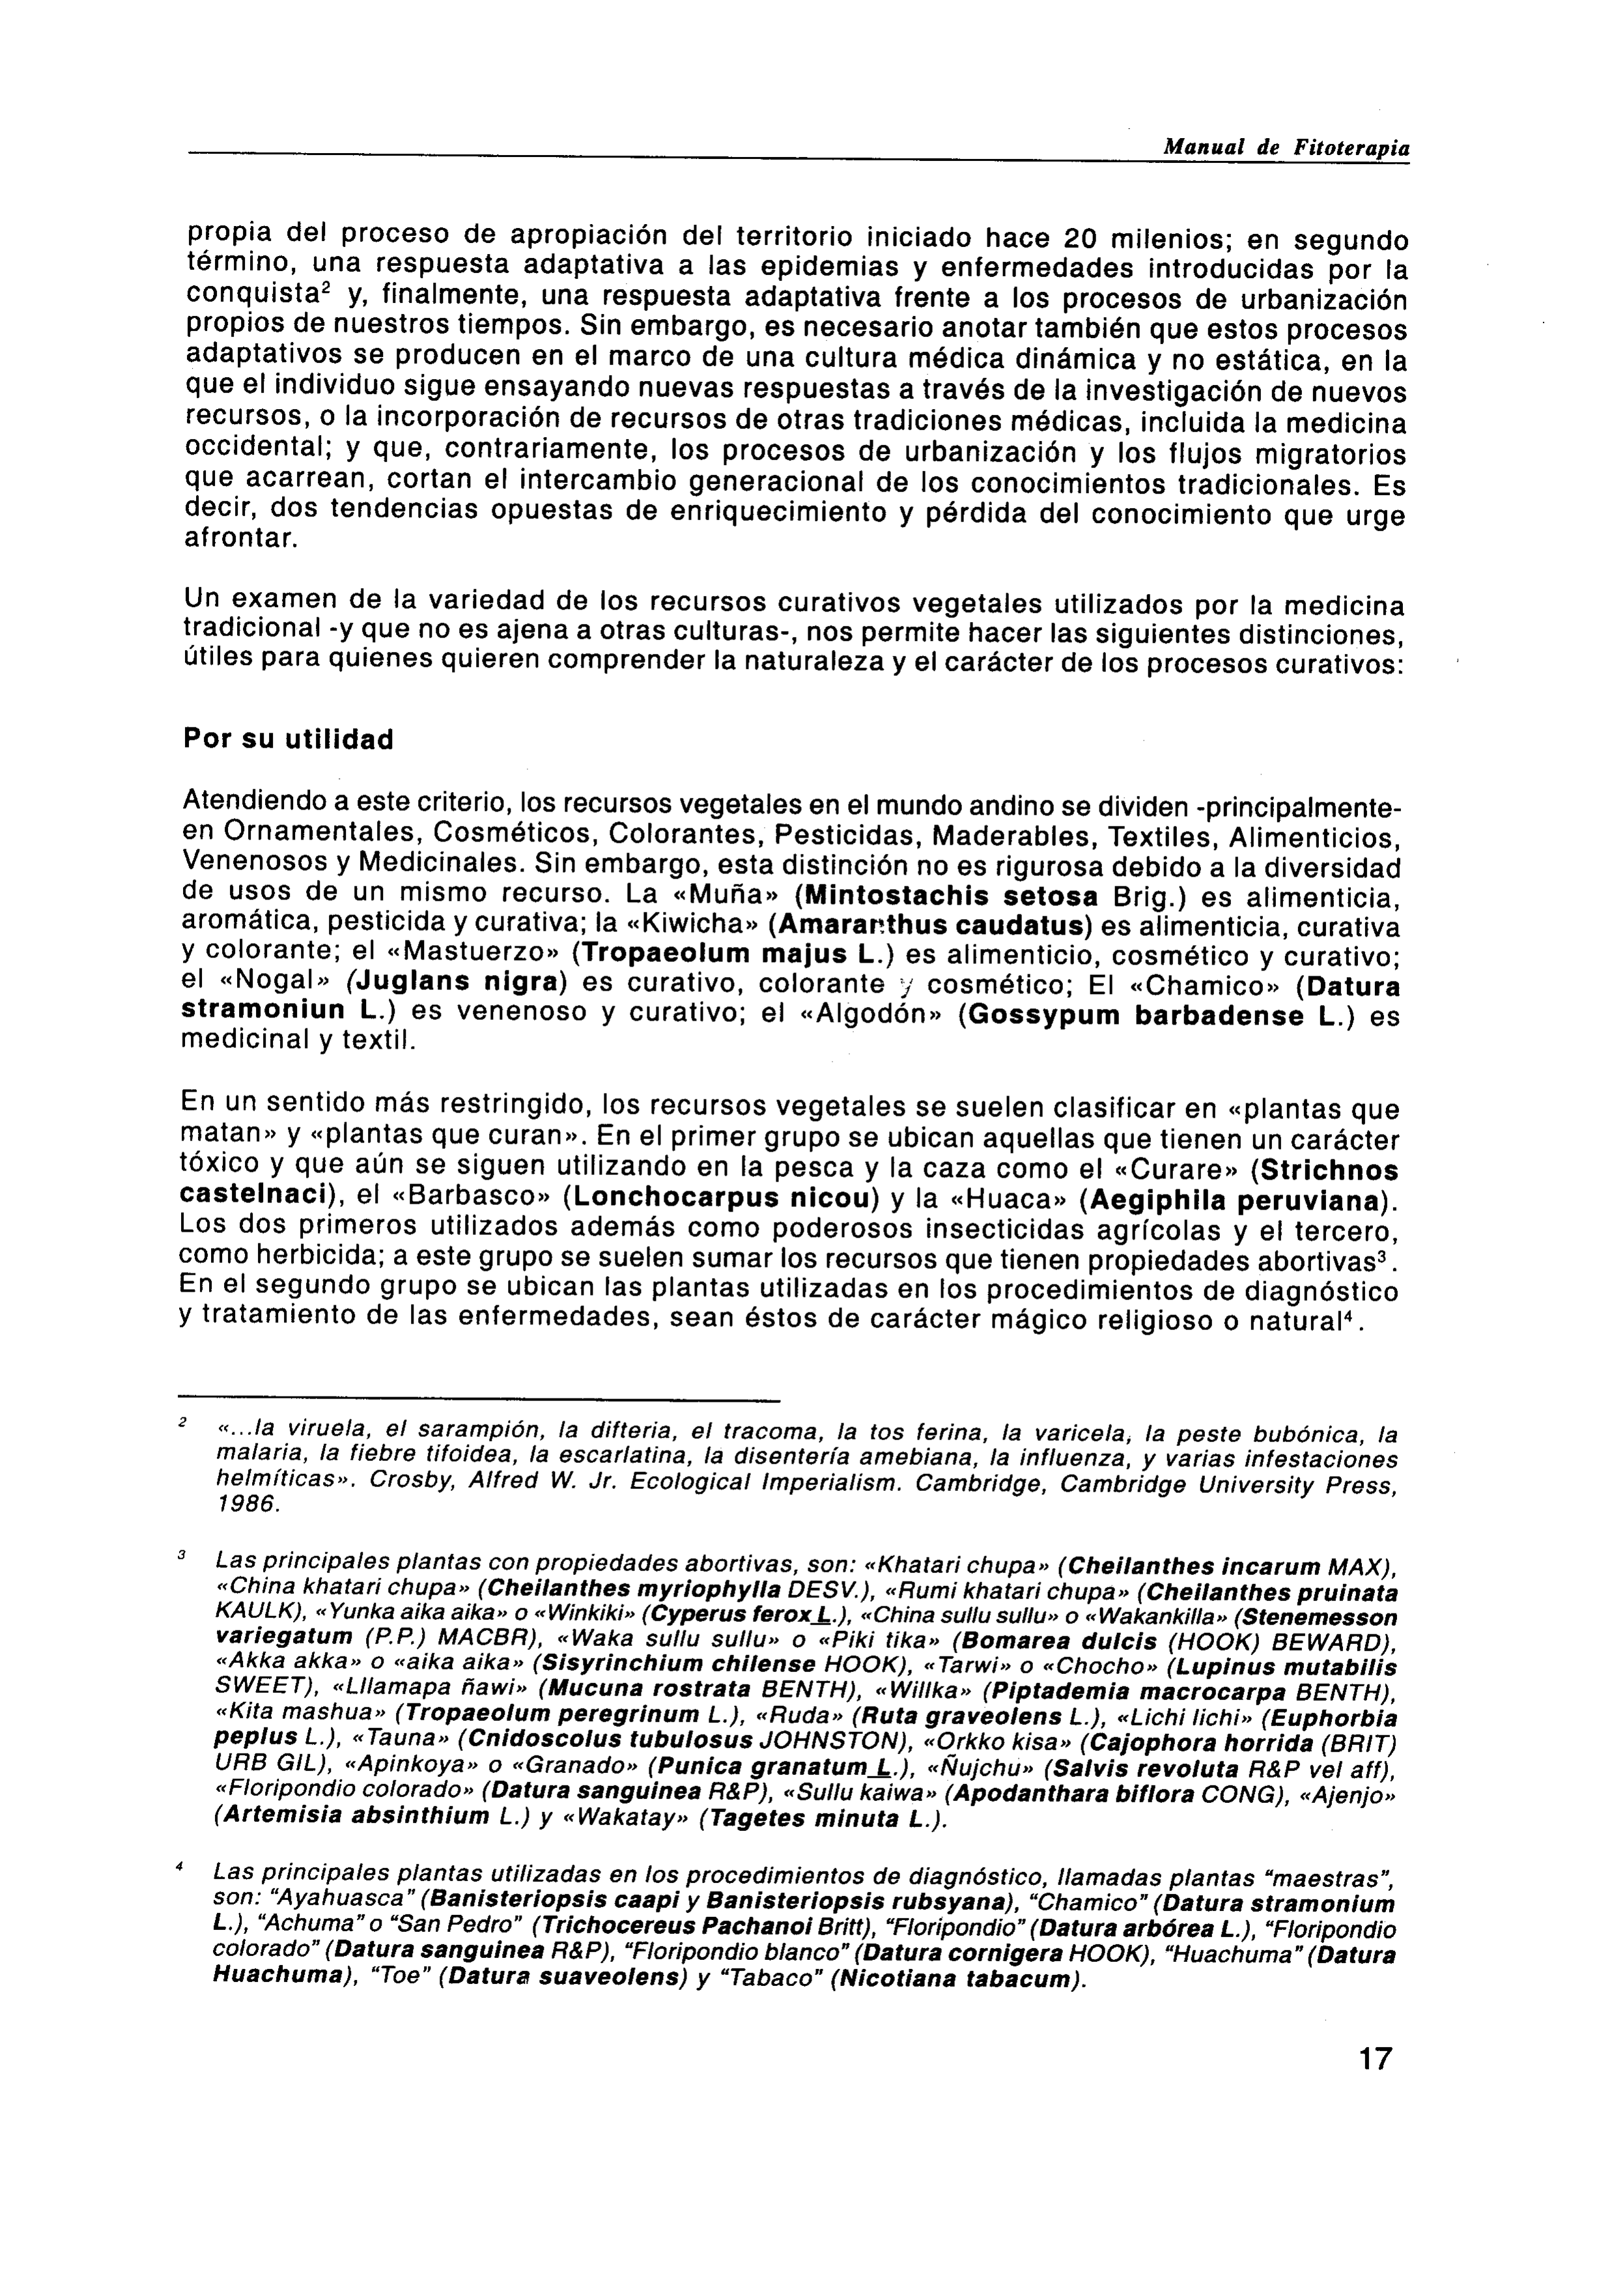 Manual de Fitoterapia
propia del proceso de apropiación del territorio iniciado hace 20 milenios; en segundo
término, una respuesta adaptativa a las epidemias y enfermedades introducidas por la
conquista² y, finalmente, una respuesta adaptativa frente a los procesos de urbanización
propios de nuestros tiempos. Sin embargo, es necesario anotar también que estos procesos
adaptativos se producen en el marco de una cultura médica dinámica y no estática, en la
que el individuo sigue ensayando nuevas respuestas a través de la investigación de nuevos
recursos, o la incorporación de recursos de otras tradiciones médicas, incluida la medicina
occidental; y que, contrariamente, los procesos de urbanización y los flujos migratorios
que acarrean, cortan el intercambio generacional de los conocimientos tradicionales. Es
decir, dos tendencias opuestas de enriquecimiento y pérdida del conocimiento que urge
afrontar.
Un examen de la variedad de los recursos curativos vegetales utilizados por la medicina
tradicional -y que no es ajena a otras culturas-, nos permite hacer las siguientes distinciones,
útiles para quienes quieren comprender la naturaleza y el carácter de los procesos curativos:
Por su utilidad
Atendiendo a este criterio, los recursos vegetales en el mundo andino se dividen -principalmente-
en Ornamentales, Cosméticos, Colorantes, Pesticidas, Maderables, Textiles, Alimenticios,
Venenosos y Medicinales. Sin embargo, esta distinción no es rigurosa debido a la diversidad
de usos de un mismo recurso. La «Muña» (Mintostachis setosa Brig.) es alimenticia,
aromática, pesticida y curativa; la «Kiwicha» (Amaranthus caudatus) es alimenticia, curativa
y colorante; el «Mastuerzo» (Tropaeolum majus L.) es alimenticio, cosmético y curativo;
el «Nogal» (Juglans nigra) es curativo, colorante y cosmético; El «Chamico» (Datura
stramoniun L.) es venenoso y curativo; el «Algodón» (Gossypum barbadense L.) es
medicinal y textil.
En un sentido más restringido, los recursos vegetales se suelen clasificar en «plantas que
matan» y «plantas que curan». En el primer grupo se ubican aquellas que tienen un carácter
tóxico y que aún se siguen utilizando en la pesca y la caza como el «Curare» (Strichnos
castelnaci), el «Barbasco» (Lonchocarpus nicou) y la «Huaca» (Aegiphila peruviana).
Los dos primeros utilizados además como poderosos insecticidas agrícolas y el tercero,
como herbicida; a este grupo se suelen sumar los recursos que tienen propiedades abortivas³.
En el segundo grupo se ubican las plantas utilizadas en los procedimientos de diagnóstico
y tratamiento de las enfermedades, sean éstos de carácter mágico religioso o natural⁴.
² «...la viruela, el sarampión, la difteria, el tracoma, la tos ferina, la varicela, la peste bubónica, la
malaria, la fiebre tifoidea, la escarlatina, la disentería amebiana, la influenza, y varias infestaciones
helmíticas». Crosby, Alfred W. Jr. Ecological Imperialism. Cambridge, Cambridge University Press,
1986.
³ Las principales plantas con propiedades abortivas, son: «Khatari chupa» (Cheilanthes incarum MAX),
«China khatari chupa» (Cheilanthes myriophylla DESV.), «Rumi khatari chupa» (Cheilanthes pruinata
KAULK), «Yunka aika aika» o «Winkiki» (Cyperus ferox L.), «China sullu sullu» o «Wakankilla» (Stenemesson
variegatum (P.P.) MACBR), «Waka sullu sullu» o «Piki tika» (Bomarea dulcis (HOOK) BEWARD),
«Akka akka» o «aika aika» (Sisyrinchium chilense HOOK), «Tarwi» o «Chocho» (Lupinus mutabilis
SWEET), «Lllamapa ñawi» (Mucuna rostrata BENTH), «Willka» (Piptademia macrocarpa BENTH),
«Kita mashua» (Tropaeolum peregrinum L.), «Ruda» (Ruta graveolens L.), «Lichi lichi» (Euphorbia
peplus L.), «Tauna» (Cnidoscolus tubulosus JOHNSTON), «Orkko kisa» (Cajophora horrida (BRIT)
URB GIL), «Apinkoya» o «Granado» (Punica granatum L.), «Ñujchu» (Salvis revoluta R&P vel aff),
«Floripondio colorado» (Datura sanguinea R&P), «Sullu kaiwa» (Apodanthara biflora CONG), «Ajenjo»
(Artemisia absinthium L.) y «Wakatay» (Tagetes minuta L.).
⁴ Las principales plantas utilizadas en los procedimientos de diagnóstico, llamadas plantas "maestras",
son: "Ayahuasca" (Banisteriopsis caapi y Banisteriopsis rubsyana), "Chamico" (Datura stramonium
L.), "Achuma" o "San Pedro" (Trichocereus Pachanoi Britt), "Floripondio" (Datura arbórea L.), "Floripondio
colorado" (Datura sanguinea R&P), "Floripondio blanco" (Datura cornigera HOOK), "Huachuma" (Datura
Huachuma), "Toe" (Datura suaveolens) y "Tabaco" (Nicotiana tabacum).
17